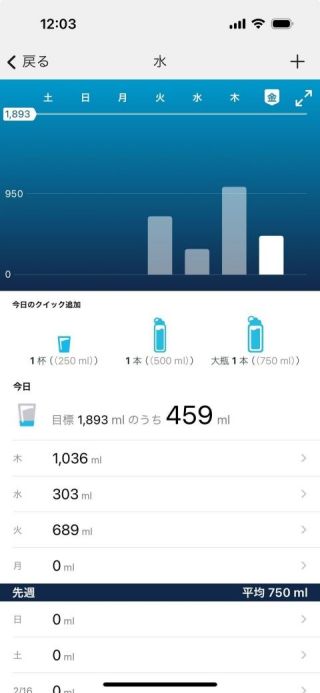 12:03
戻る
水
土 日 月 火 水 木 金
1,893
950
0
今日のクイック追加
1 杯 ((250 ml)) 1 本 ((500 ml)) 大瓶 1 本 ((750 ml))
今日
目標 1,893 ml のうち 459 ml
木 1,036 ml
水 303 ml
火 689 ml
月 0 ml
先週 平均 750 ml
日 0 ml
土 0 ml
2/16 0 ml